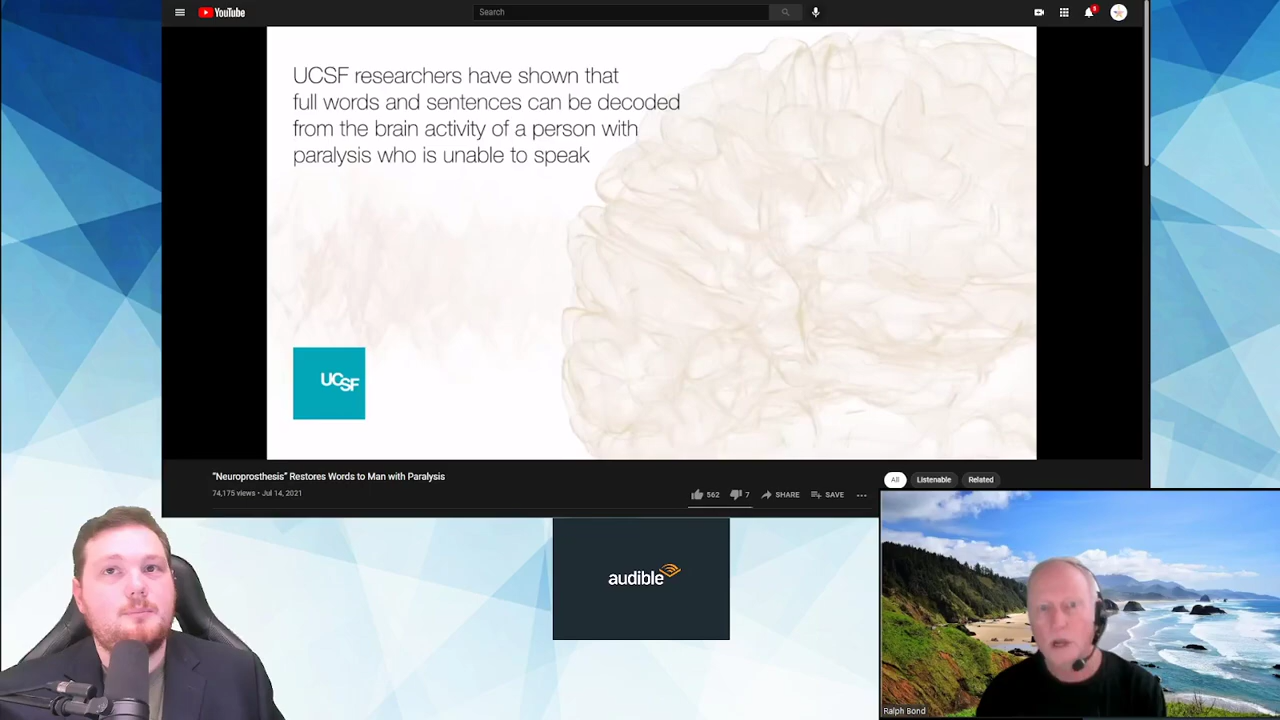 YouTube
Search
8
UCSF researchers have shown that
full words and sentences can be decoded
from the brain activity of a person with
paralysis who is unable to speak
UCSF
"Neuroprosthesis" Restores Words to Man with Paralysis
74,175 views • Jul 14, 2021
562
7
SHARE
SAVE
All
Listenable
Related
audible
Ralph Bond